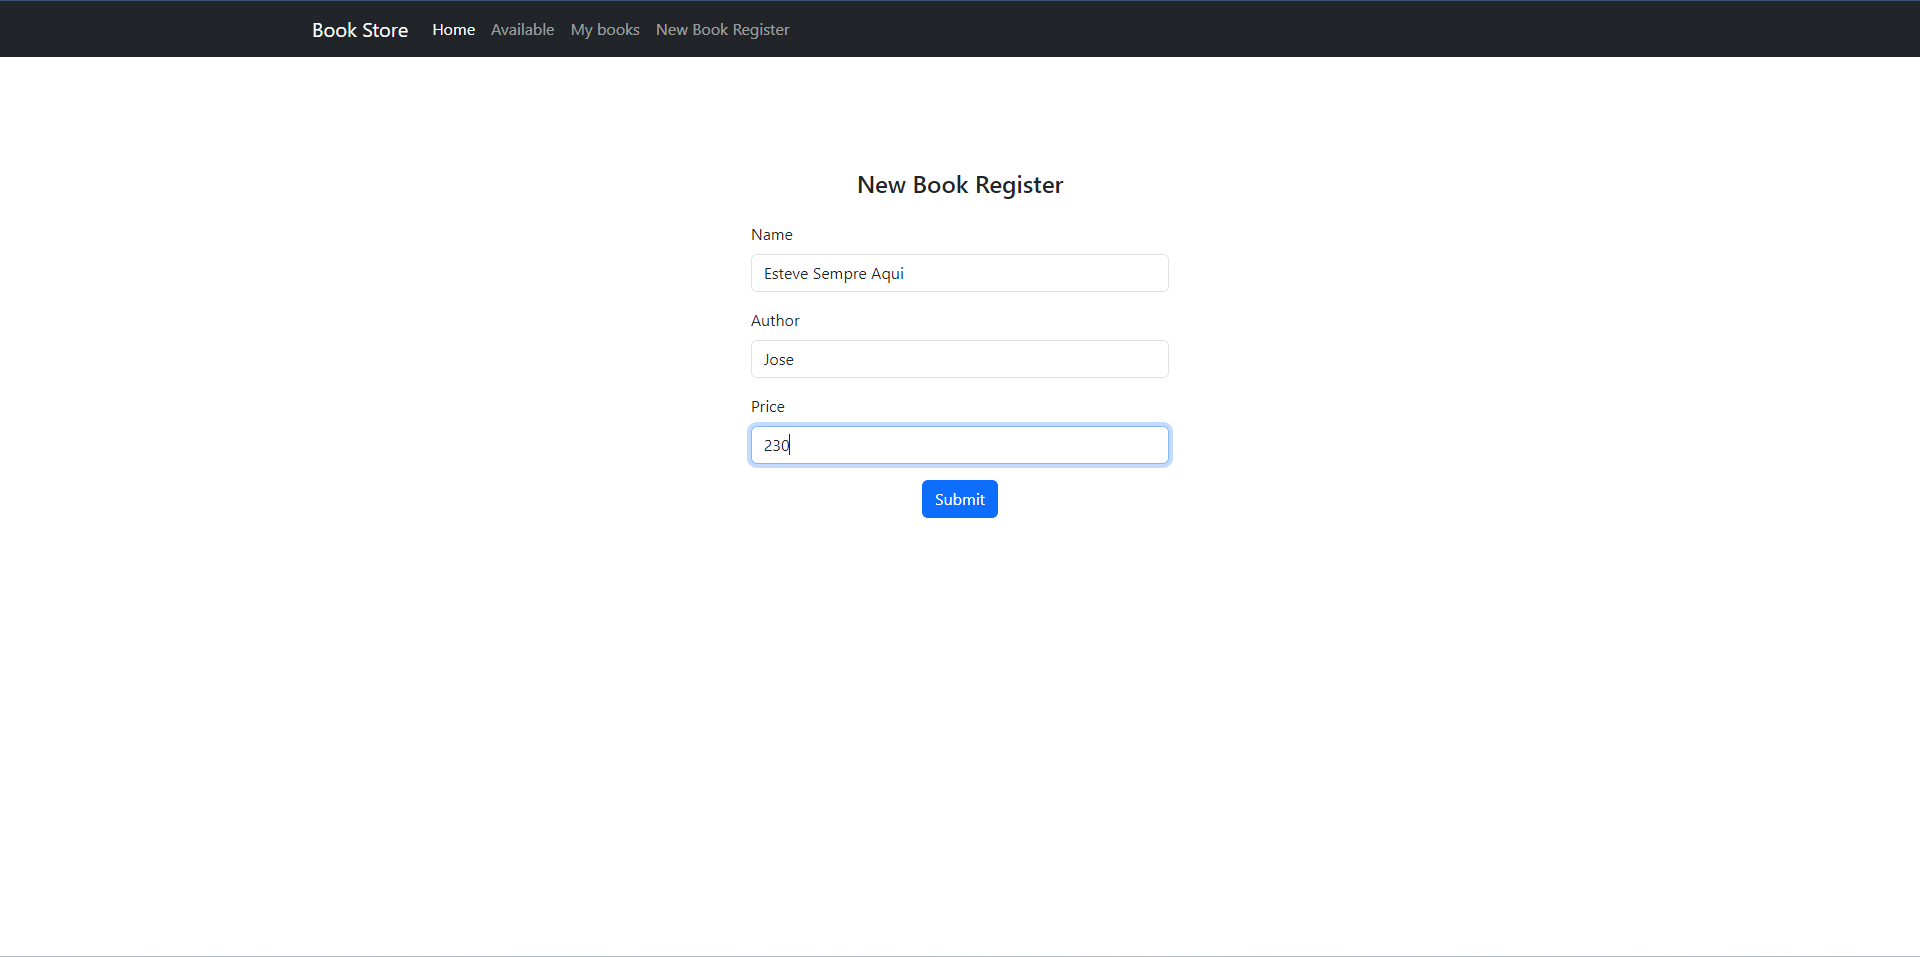 Book Store Home Available My books New Book Register
New Book Register
Name
Esteve Sempre Aqui
Author
Jose
Price
230
Submit